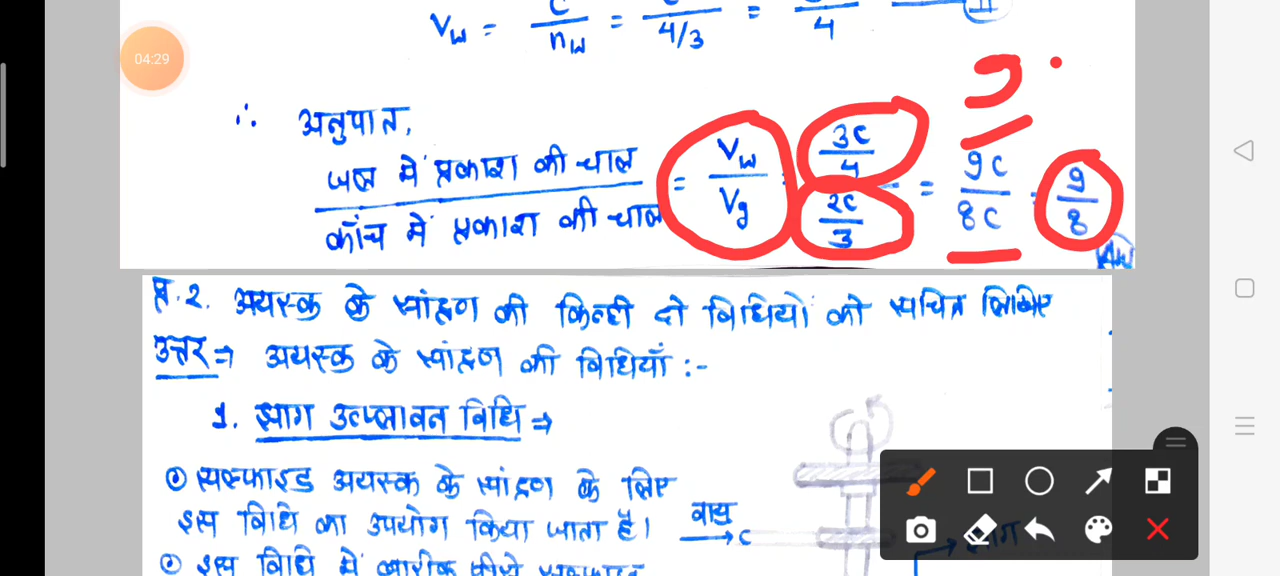 Vw = c/nw = c/4/3 = 4
04:29
∴ अनुपात,
जल में प्रकाश की चाल / काँच में प्रकाश की चाल = Vw/Vg = 3c/4 / 2c/3 = 9c/8c = 9/8
प्र.2. अयस्क के सांद्रण की किन्ही दो विधियों को सचित्र लिखिए
उत्तर ⇒ अयस्क के सांद्रण की विधियाँ :-
1. झाग उत्प्लावन विधि ⇒
सल्फाइड अयस्क के सांद्रण के लिए
इस विधि का उपयोग किया जाता है।
वायु
झाग
इस विधि में बारीक पीसे